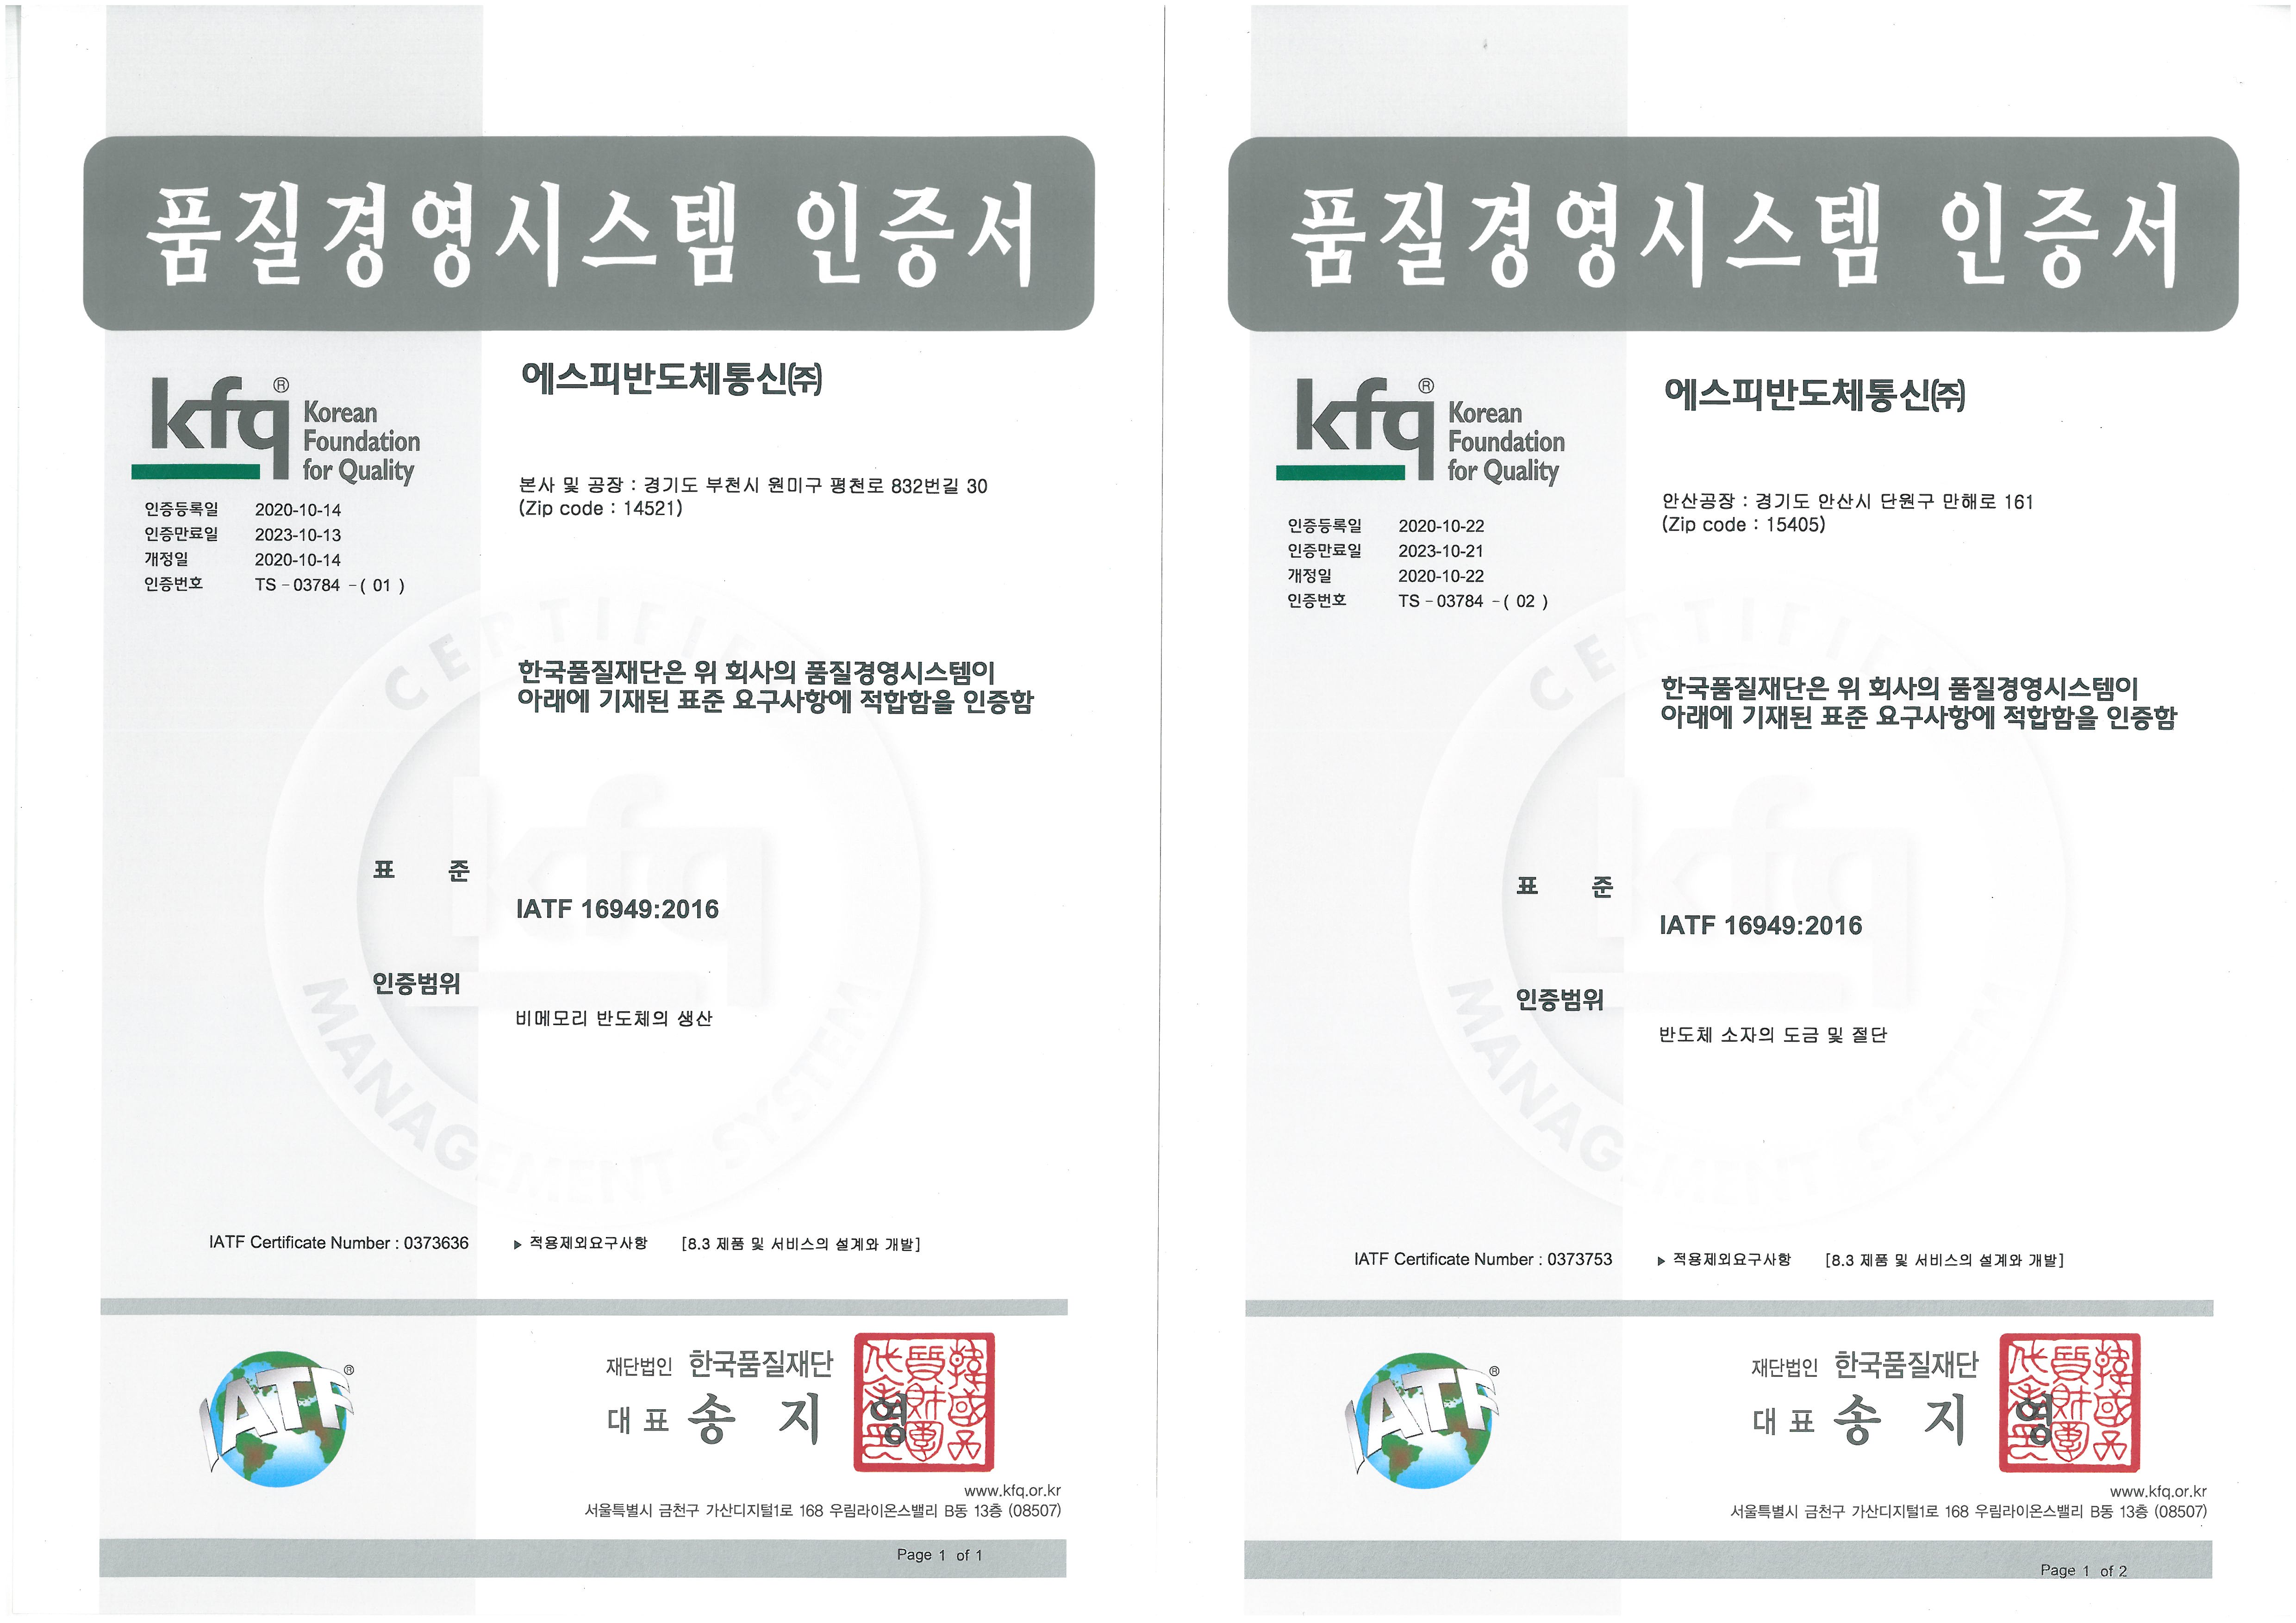 품질경영시스템 인증서
kfq®
Korean
Foundation
for Quality
에스피반도체통신㈜
본사 및 공장 : 경기도 부천시 원미구 평천로 832번길 30
(Zip code : 14521)
인증등록일 2020-10-14
인증만료일 2023-10-13
개정일 2020-10-14
인증번호 TS - 03784 - ( 01 )
한국품질재단은 위 회사의 품질경영시스템이
아래에 기재된 표준 요구사항에 적합함을 인증함
표 준
IATF 16949:2016
인증범위
비메모리 반도체의 생산
CERTIFIED
kfq
MANAGEMENT SYSTEM
IATF Certificate Number : 0373636 ▶ 적용제외요구사항 [8.3 제품 및 서비스의 설계와 개발]
IATF®
재단법인 한국품질재단
대표 송 지 영
韓國品
質財團
www.kfq.or.kr
서울특별시 금천구 가산디지털1로 168 우림라이온스밸리 B동 13층 (08507)
Page 1 of 1
품질경영시스템 인증서
kfq®
Korean
Foundation
for Quality
에스피반도체통신㈜
안산공장 : 경기도 안산시 단원구 만해로 161
(Zip code : 15405)
인증등록일 2020-10-22
인증만료일 2023-10-21
개정일 2020-10-22
인증번호 TS - 03784 - ( 02 )
한국품질재단은 위 회사의 품질경영시스템이
아래에 기재된 표준 요구사항에 적합함을 인증함
표 준
IATF 16949:2016
인증범위
반도체 소자의 도금 및 절단
CERTIFIED
kfq
MANAGEMENT SYSTEM
IATF Certificate Number : 0373753 ▶ 적용제외요구사항 [8.3 제품 및 서비스의 설계와 개발]
IATF®
재단법인 한국품질재단
대표 송 지 영
韓國品
質財團
www.kfq.or.kr
서울특별시 금천구 가산디지털1로 168 우림라이온스밸리 B동 13층 (08507)
Page 1 of 2